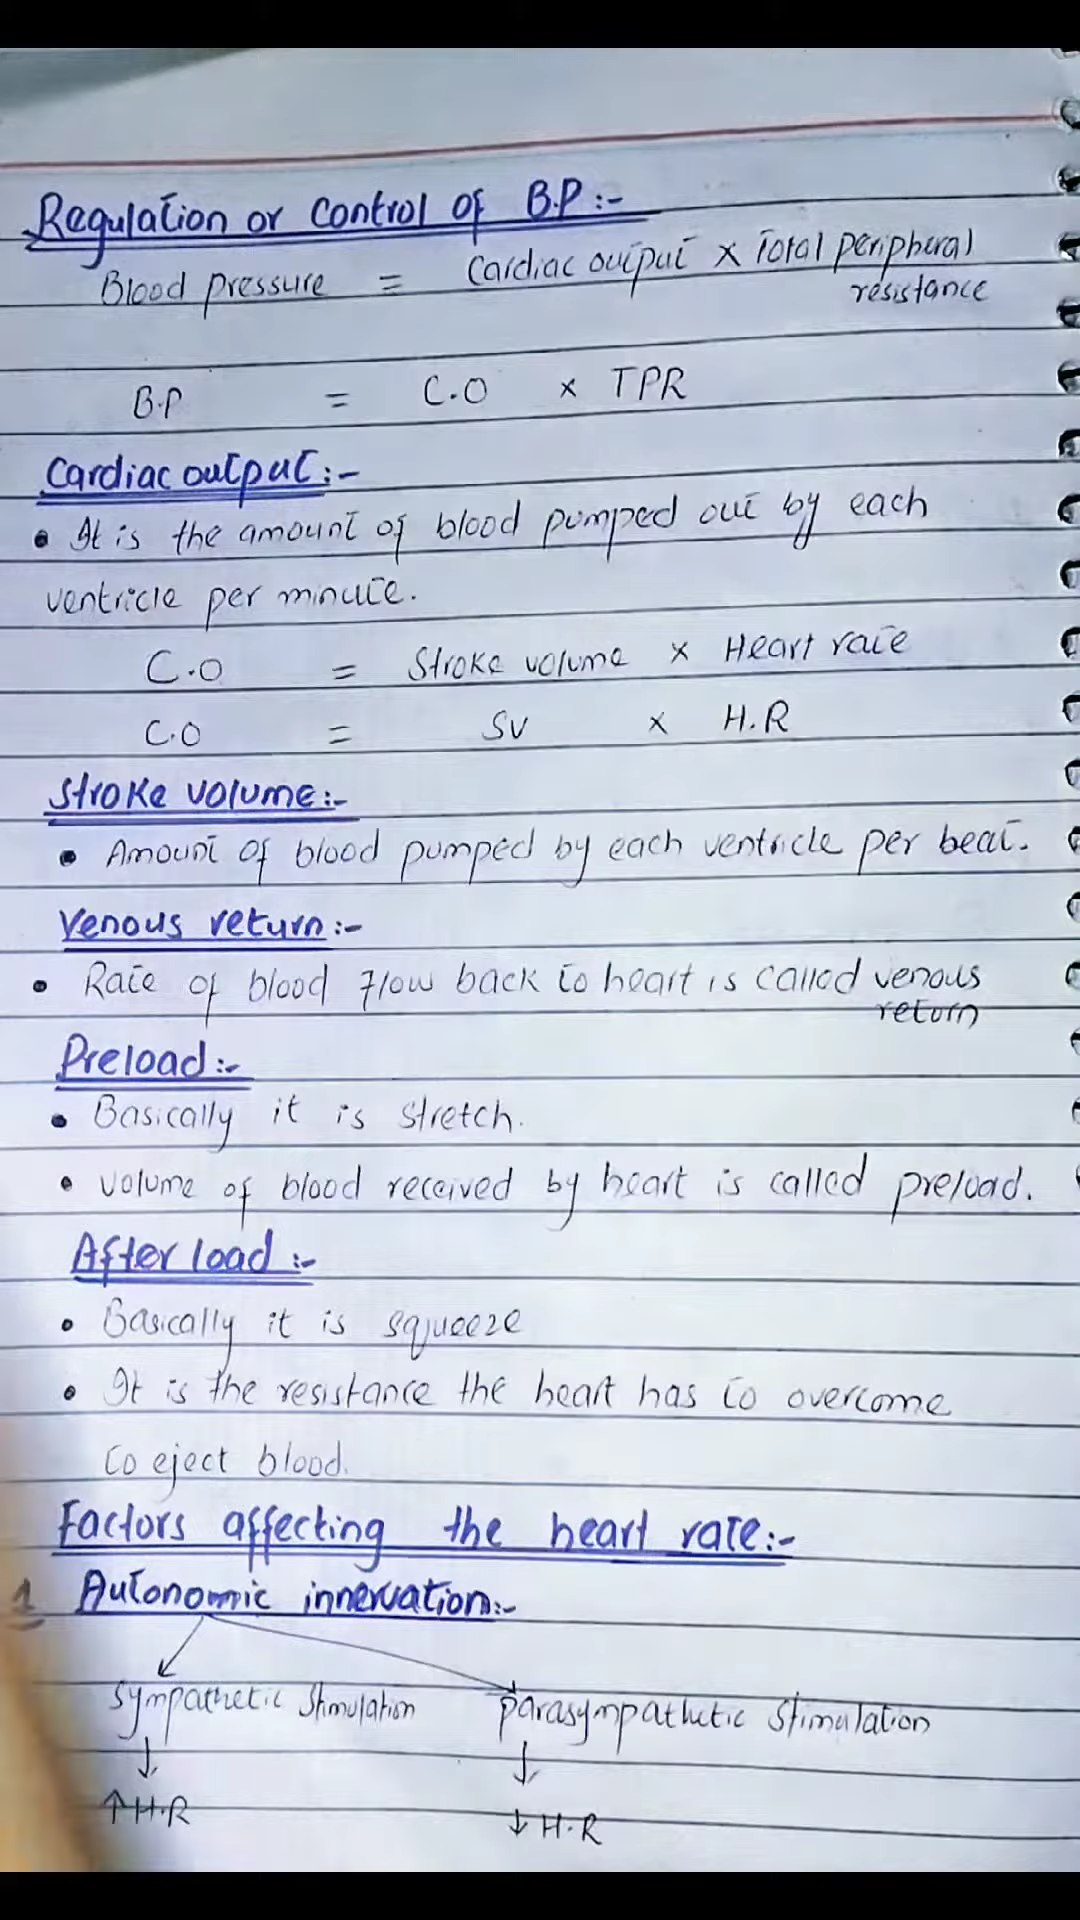 Regulation or control of B.P:-
Blood pressure = Cardiac output × Total peripheral
resistance
B.P = C.O × TPR
Cardiac output:-
• It is the amount of blood pumped out by each
ventricle per minute.
C.O = Stroke volume × Heart rate
C.O = SV × H.R
Stroke volume:-
• Amount of blood pumped by each ventricle per beat.
Venous return:-
• Rate of blood flow back to heart is called venous
return
Preload:-
• Basically it is stretch.
• volume of blood received by heart is called preload.
After load:-
• Basically it is squeeze
• It is the resistance the heart has to overcome
to eject blood.
Factors affecting the heart rate:-
1 Autonomic innervation:-
Sympathetic stimulation parasympathetic stimulation
↓ ↓
↑ H.R ↓ H.R